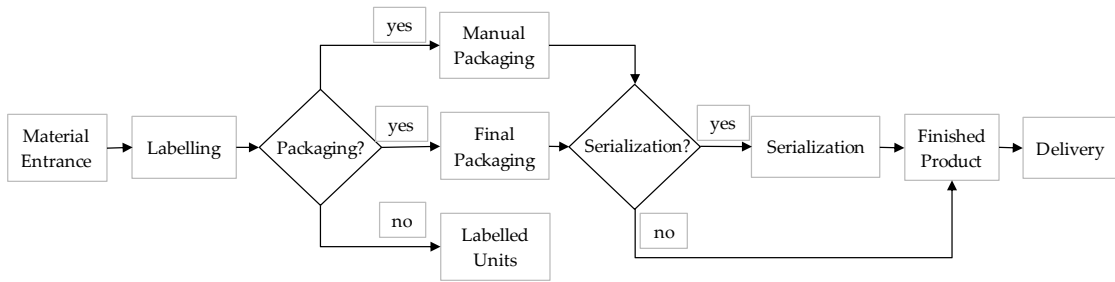 yes
Manual
Packaging
Material
Entrance
Labelling
Packaging?
yes
Final
Packaging
Serialization?
yes
Serialization
Finished
Product
Delivery
no
Labelled
Units
no